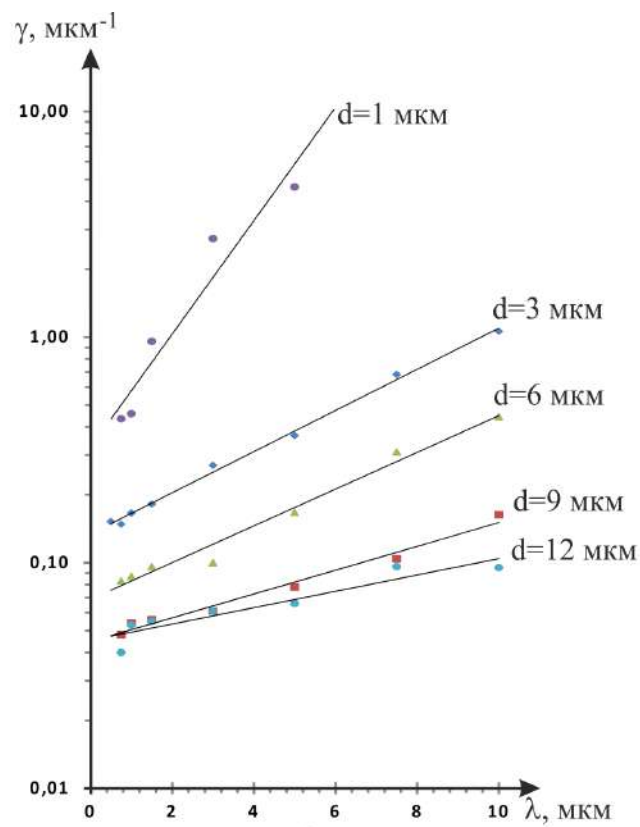 γ, мкм-1
10,00
d=1 мкм
1,00
d=3 мкм
d=6 мкм
d=9 мкм
0,10
d=12 мкм
0,01
0 2 4 6 8 10
λ, мкм